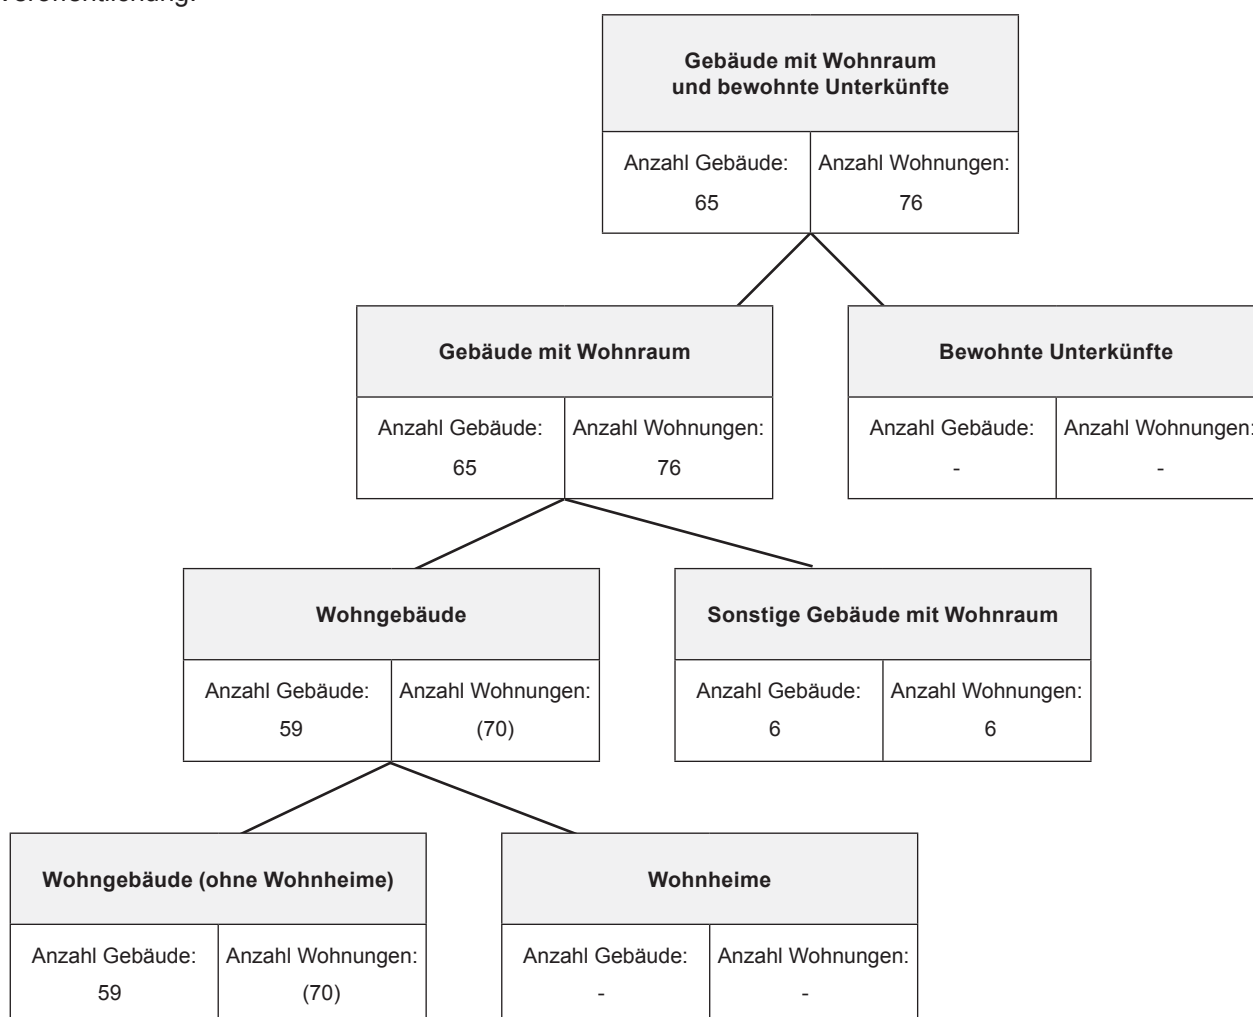 Veröffentlichung.
Gebäude mit Wohnraum
und bewohnte Unterkünfte
Anzahl Gebäude: Anzahl Wohnungen:
65 76
Gebäude mit Wohnraum Bewohnte Unterkünfte
Anzahl Gebäude: Anzahl Wohnungen: Anzahl Gebäude: Anzahl Wohnungen:
65 76 - -
Wohngebäude Sonstige Gebäude mit Wohnraum
Anzahl Gebäude: Anzahl Wohnungen: Anzahl Gebäude: Anzahl Wohnungen:
59 (70) 6 6
Wohngebäude (ohne Wohnheime) Wohnheime
Anzahl Gebäude: Anzahl Wohnungen: Anzahl Gebäude: Anzahl Wohnungen:
59 (70) - -